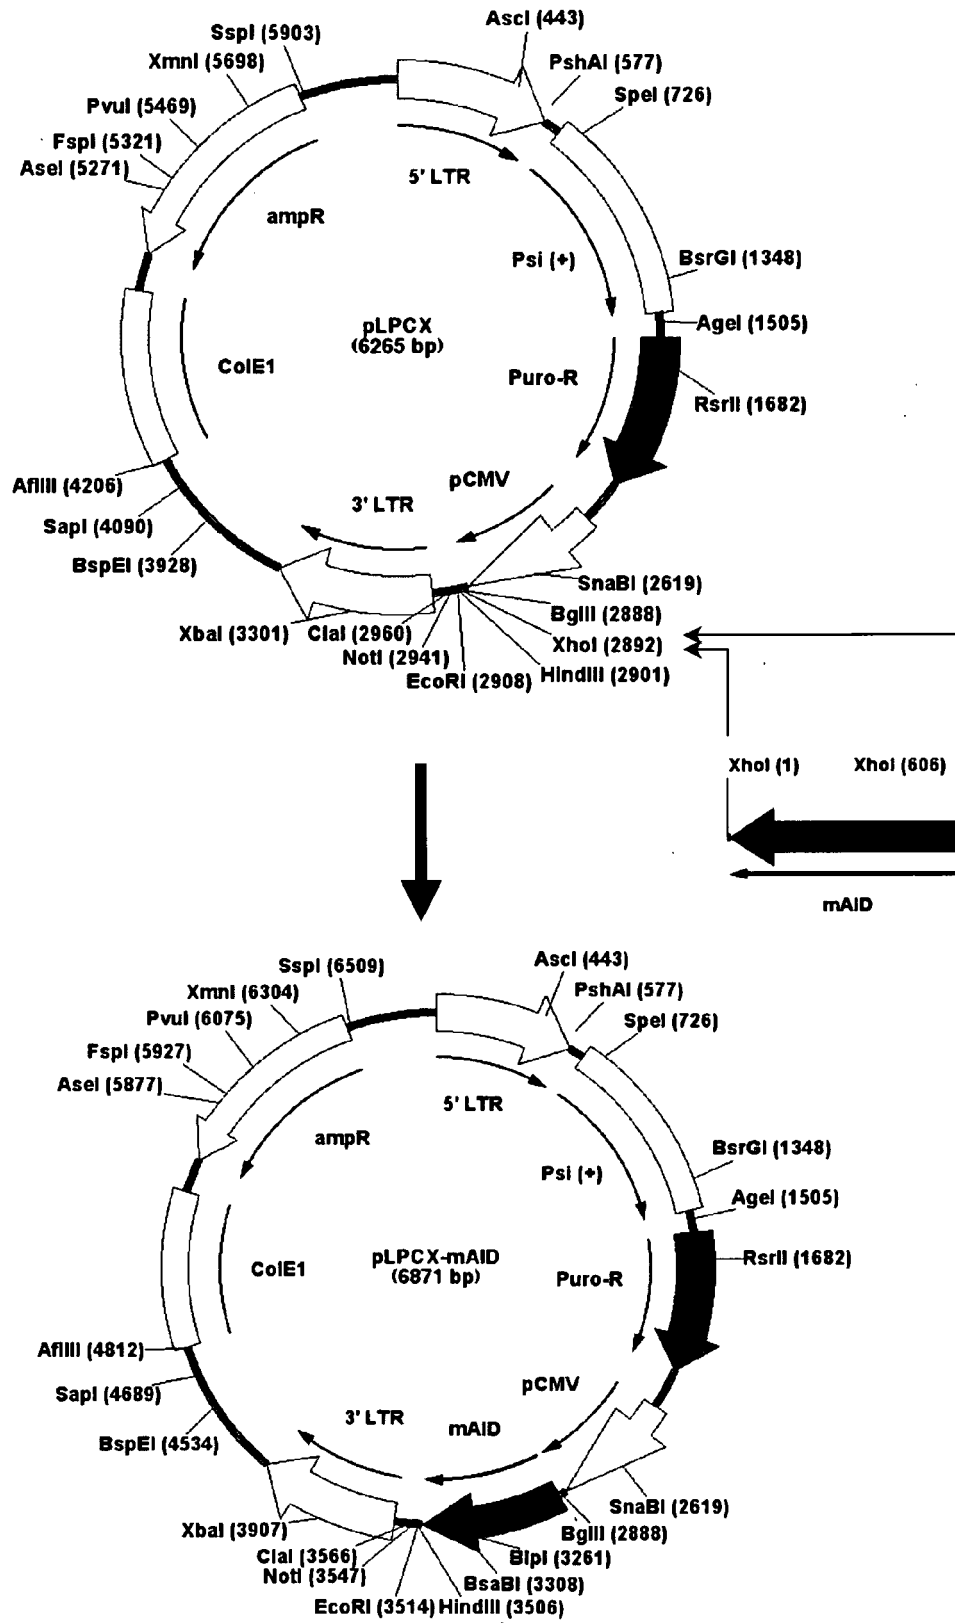 SspI (5903)
AscI (443)
XmnI (5698)
PshAI (577)
PvuI (5469)
SpeI (726)
FspI (5321)
AseI (5271)
5' LTR
ampR
Psi (+)
BsrGI (1348)
pLPCX
(6265 bp)
AgeI (1505)
ColE1
Puro-R
RsrII (1682)
pCMV
AflIII (4206)
3' LTR
SapI (4090)
BspEI (3928)
SnaBI (2619)
BglII (2888)
XbaI (3301)
ClaI (2960)
XhoI (2892)
NotI (2941)
HindIII (2901)
EcoRI (2908)
XhoI (1)
XhoI (606)
mAID
SspI (6509)
AscI (443)
XmnI (6304)
PshAI (577)
PvuI (6075)
SpeI (726)
FspI (5927)
AseI (5877)
5' LTR
ampR
BsrGI (1348)
Psi (+)
AgeI (1505)
pLPCX-mAID
(6871 bp)
RsrII (1682)
ColE1
Puro-R
AflIII (4812)
SapI (4689)
pCMV
3' LTR
mAID
BspEI (4534)
SnaBI (2619)
XbaI (3907)
BglII (2888)
ClaI (3566)
BlpI (3261)
NotI (3547)
BsaBI (3308)
EcoRI (3514)
HindIII (3506)